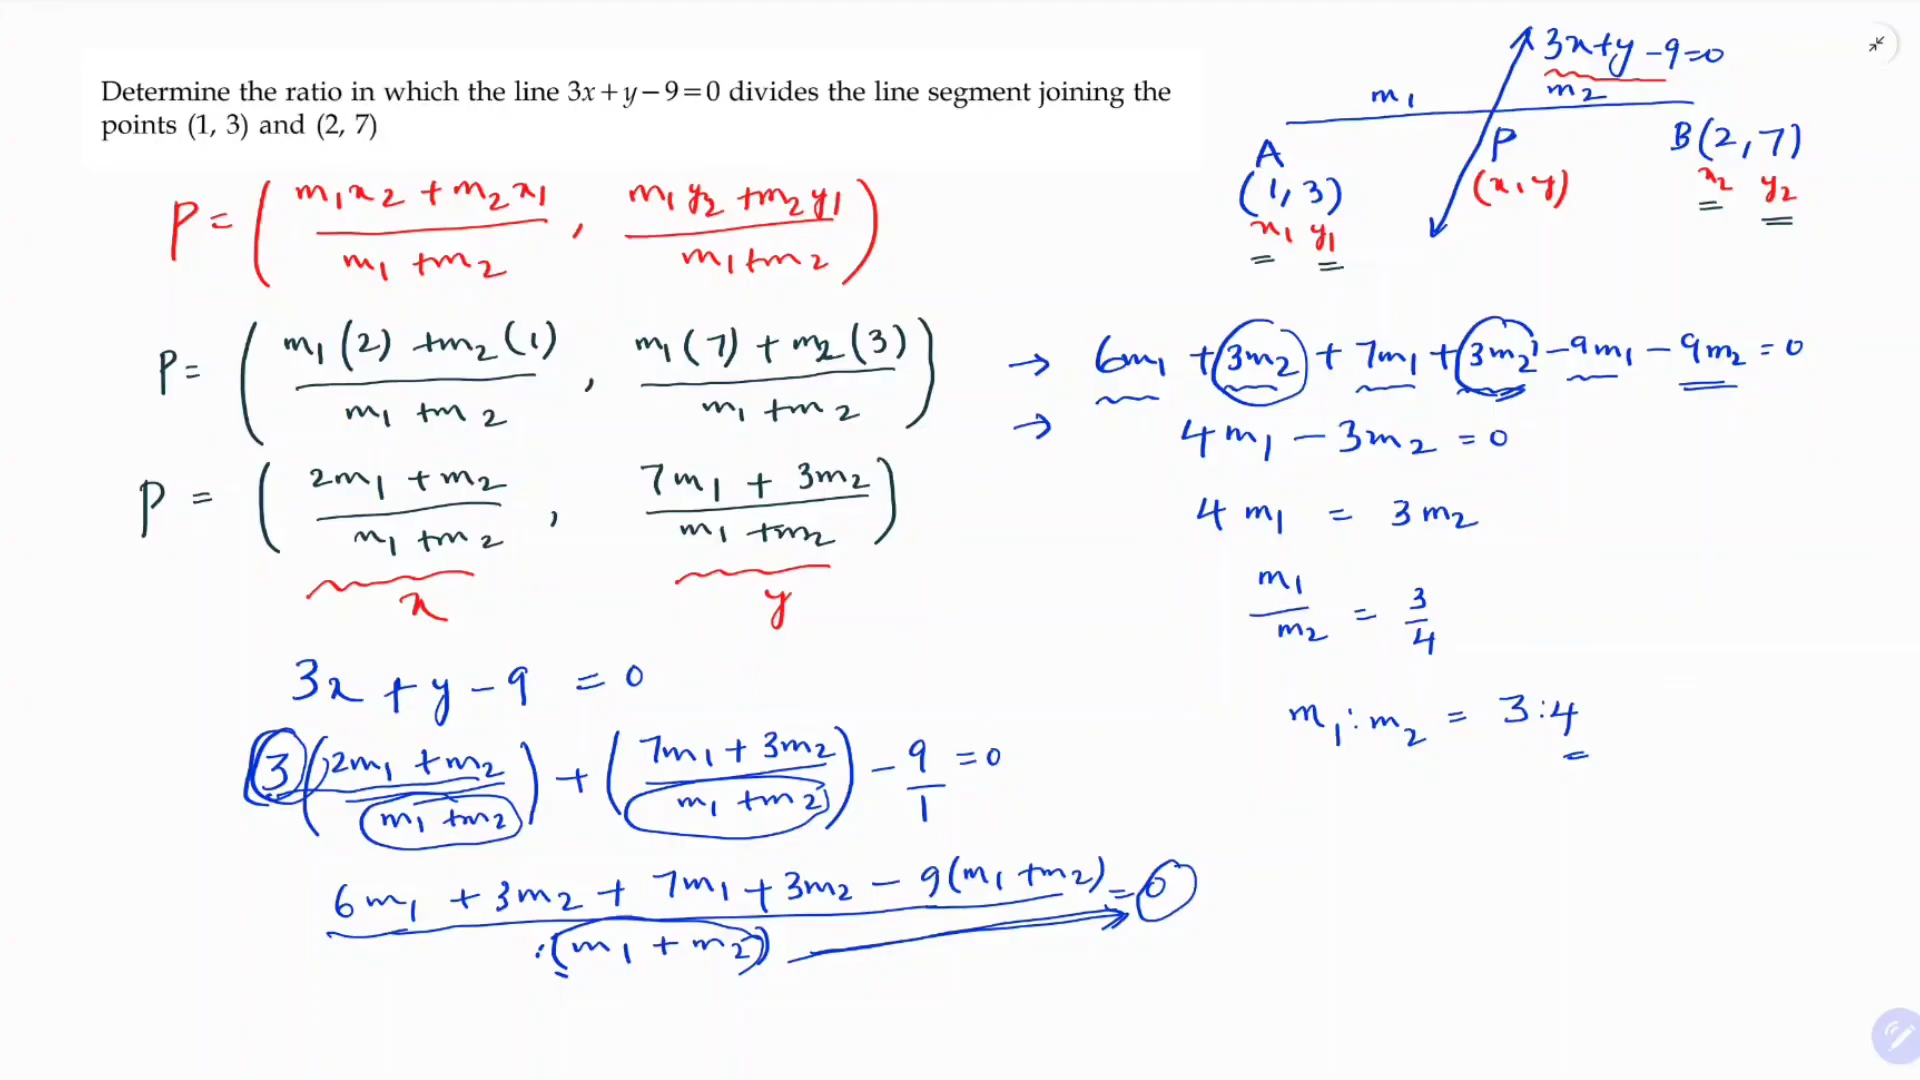 Determine the ratio in which the line 3x+y−9=0 divides the line segment joining the
points (1, 3) and (2, 7)
3x+y-9=0
m1 m2
A P B(2,7)
(1,3) (x,y) x2 y2
x1 y1
P= ( m1x2 + m2x1 / m1+m2 , m1y2 + m2y1 / m1+m2 )
P= ( m1(2) + m2(1) / m1+m2 , m1(7) + m2(3) / m1+m2 )
P = ( 2m1 + m2 / m1+m2 , 7m1 + 3m2 / m1+m2 )
x y
3x + y - 9 = 0
3( 2m1 + m2 / m1+m2 ) + ( 7m1 + 3m2 / m1+m2 ) - 9/1 = 0
6m1 + 3m2 + 7m1 + 3m2 - 9(m1+m2) = 0
(m1 + m2)
→ 6m1 + 3m2 + 7m1 + 3m2 - 9m1 - 9m2 = 0
→ 4m1 - 3m2 = 0
4m1 = 3m2
m1/m2 = 3/4
m1:m2 = 3:4